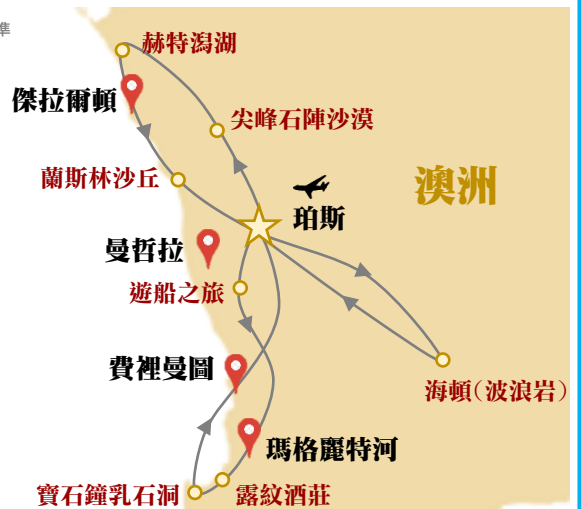 準
赫特潟湖
傑拉爾頓
尖峰石陣沙漠
蘭斯林沙丘
澳洲
珀斯
曼哲拉
遊船之旅
費裡曼圖
海頓(波浪岩)
瑪格麗特河
寶石鐘乳石洞
露紋酒莊